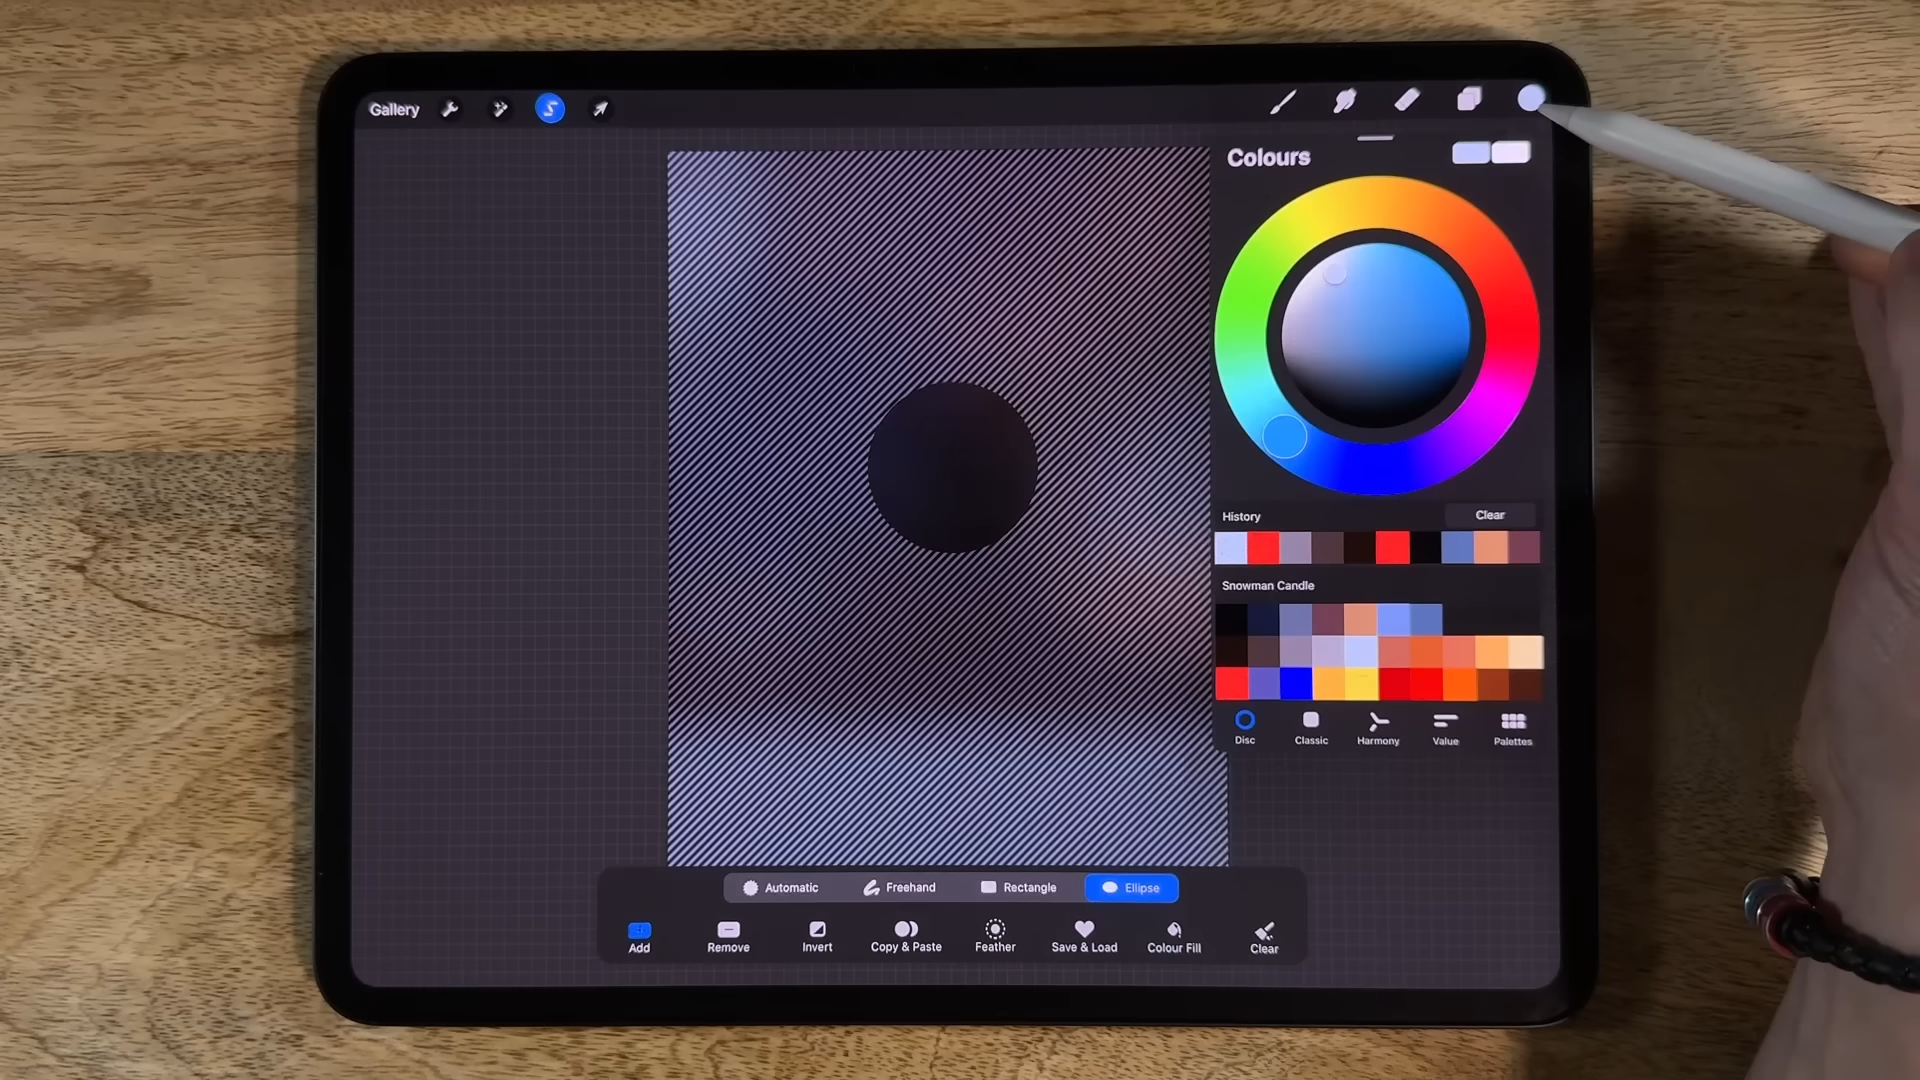 Gallery
Colours
History
Clear
Snowman Candle
Disc
Classic
Harmony
Value
Palettes
Automatic
Freehand
Rectangle
Ellipse
Add
Remove
Invert
Copy & Paste
Feather
Save & Load
Colour Fill
Clear